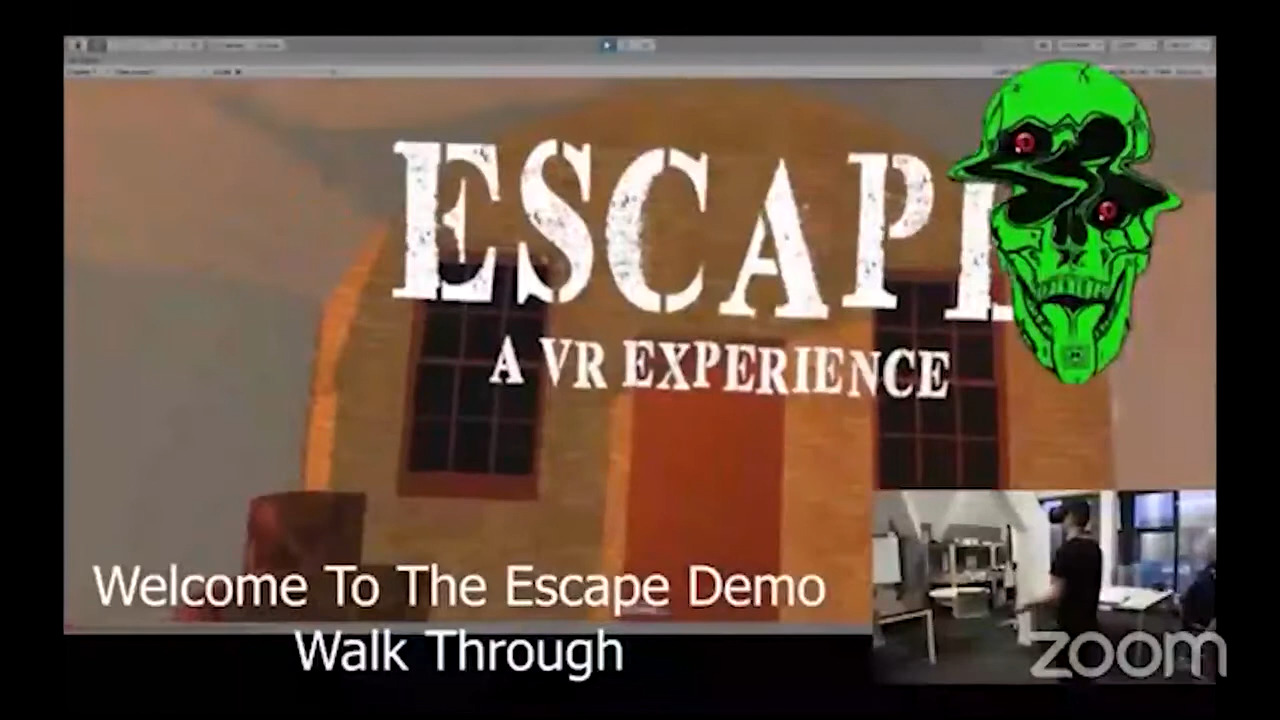 ESCAPE
A VR EXPERIENCE
Welcome To The Escape Demo
Walk Through
zoom